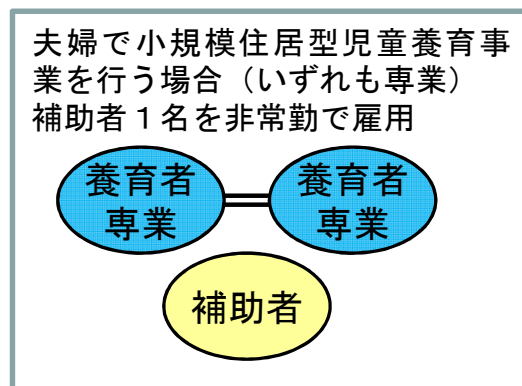 夫婦で小規模住居型児童養育事
業を行う場合（いずれも専業）
補助者１名を非常勤で雇用
養育者
専業
養育者
専業
補助者